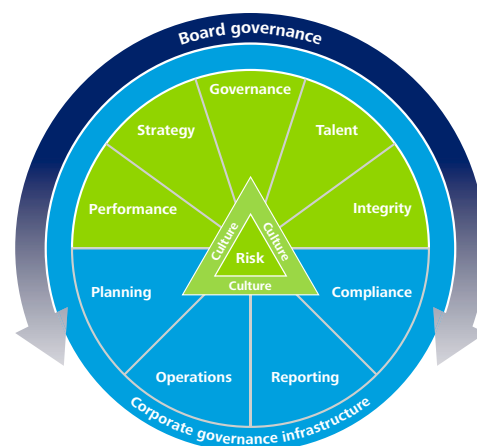 Board governance
Governance
Strategy
Talent
Performance
Integrity
Culture
Culture
Risk
Culture
Planning
Compliance
Operations
Reporting
Corporate governance infrastructure